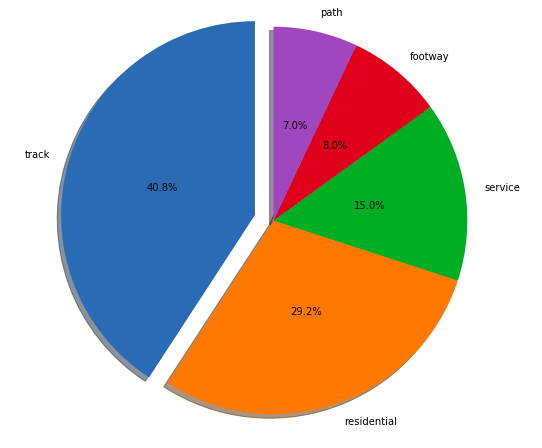 path
footway
7.0%
8.0%
track
40.8%
service
15.0%
29.2%
residential